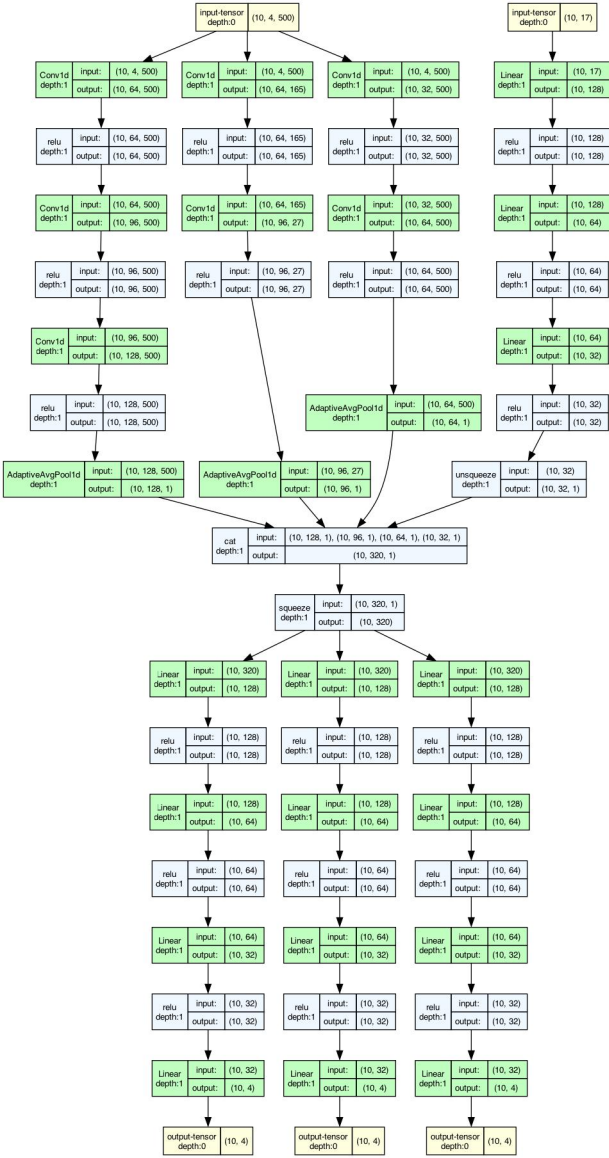 input-tensor
depth:0
(10, 4, 500)
input-tensor
depth:0
(10, 17)
Conv1d
depth:1
input:
(10, 4, 500)
output:
(10, 64, 500)
Conv1d
depth:1
input:
(10, 4, 500)
output:
(10, 64, 165)
Conv1d
depth:1
input:
(10, 4, 500)
output:
(10, 32, 500)
Linear
depth:1
input:
(10, 17)
output:
(10, 128)
relu
depth:1
input:
(10, 64, 500)
output:
(10, 64, 500)
relu
depth:1
input:
(10, 64, 165)
output:
(10, 64, 165)
relu
depth:1
input:
(10, 32, 500)
output:
(10, 32, 500)
relu
depth:1
input:
(10, 128)
output:
(10, 128)
Conv1d
depth:1
input:
(10, 64, 500)
output:
(10, 96, 500)
Conv1d
depth:1
input:
(10, 64, 165)
output:
(10, 96, 27)
Conv1d
depth:1
input:
(10, 32, 500)
output:
(10, 64, 500)
Linear
depth:1
input:
(10, 128)
output:
(10, 64)
relu
depth:1
input:
(10, 96, 500)
output:
(10, 96, 500)
relu
depth:1
input:
(10, 96, 27)
output:
(10, 96, 27)
relu
depth:1
input:
(10, 64, 500)
output:
(10, 64, 500)
relu
depth:1
input:
(10, 64)
output:
(10, 64)
Conv1d
depth:1
input:
(10, 96, 500)
output:
(10, 128, 500)
Linear
depth:1
input:
(10, 64)
output:
(10, 32)
relu
depth:1
input:
(10, 128, 500)
output:
(10, 128, 500)
AdaptiveAvgPool1d
depth:1
input:
(10, 64, 500)
output:
(10, 64, 1)
relu
depth:1
input:
(10, 32)
output:
(10, 32)
AdaptiveAvgPool1d
depth:1
input:
(10, 128, 500)
output:
(10, 128, 1)
AdaptiveAvgPool1d
depth:1
input:
(10, 96, 27)
output:
(10, 96, 1)
unsqueeze
depth:1
input:
(10, 32)
output:
(10, 32, 1)
cat
depth:1
input:
(10, 128, 1), (10, 96, 1), (10, 64, 1), (10, 32, 1)
output:
(10, 320, 1)
squeeze
depth:1
input:
(10, 320, 1)
output:
(10, 320)
Linear
depth:1
input:
(10, 320)
output:
(10, 128)
Linear
depth:1
input:
(10, 320)
output:
(10, 128)
Linear
depth:1
input:
(10, 320)
output:
(10, 128)
relu
depth:1
input:
(10, 128)
output:
(10, 128)
relu
depth:1
input:
(10, 128)
output:
(10, 128)
relu
depth:1
input:
(10, 128)
output:
(10, 128)
Linear
depth:1
input:
(10, 128)
output:
(10, 64)
Linear
depth:1
input:
(10, 128)
output:
(10, 64)
Linear
depth:1
input:
(10, 128)
output:
(10, 64)
relu
depth:1
input:
(10, 64)
output:
(10, 64)
relu
depth:1
input:
(10, 64)
output:
(10, 64)
relu
depth:1
input:
(10, 64)
output:
(10, 64)
Linear
depth:1
input:
(10, 64)
output:
(10, 32)
Linear
depth:1
input:
(10, 64)
output:
(10, 32)
Linear
depth:1
input:
(10, 64)
output:
(10, 32)
relu
depth:1
input:
(10, 32)
output:
(10, 32)
relu
depth:1
input:
(10, 32)
output:
(10, 32)
relu
depth:1
input:
(10, 32)
output:
(10, 32)
Linear
depth:1
input:
(10, 32)
output:
(10, 4)
Linear
depth:1
input:
(10, 32)
output:
(10, 4)
Linear
depth:1
input:
(10, 32)
output:
(10, 4)
output-tensor
depth:0
(10, 4)
output-tensor
depth:0
(10, 4)
output-tensor
depth:0
(10, 4)